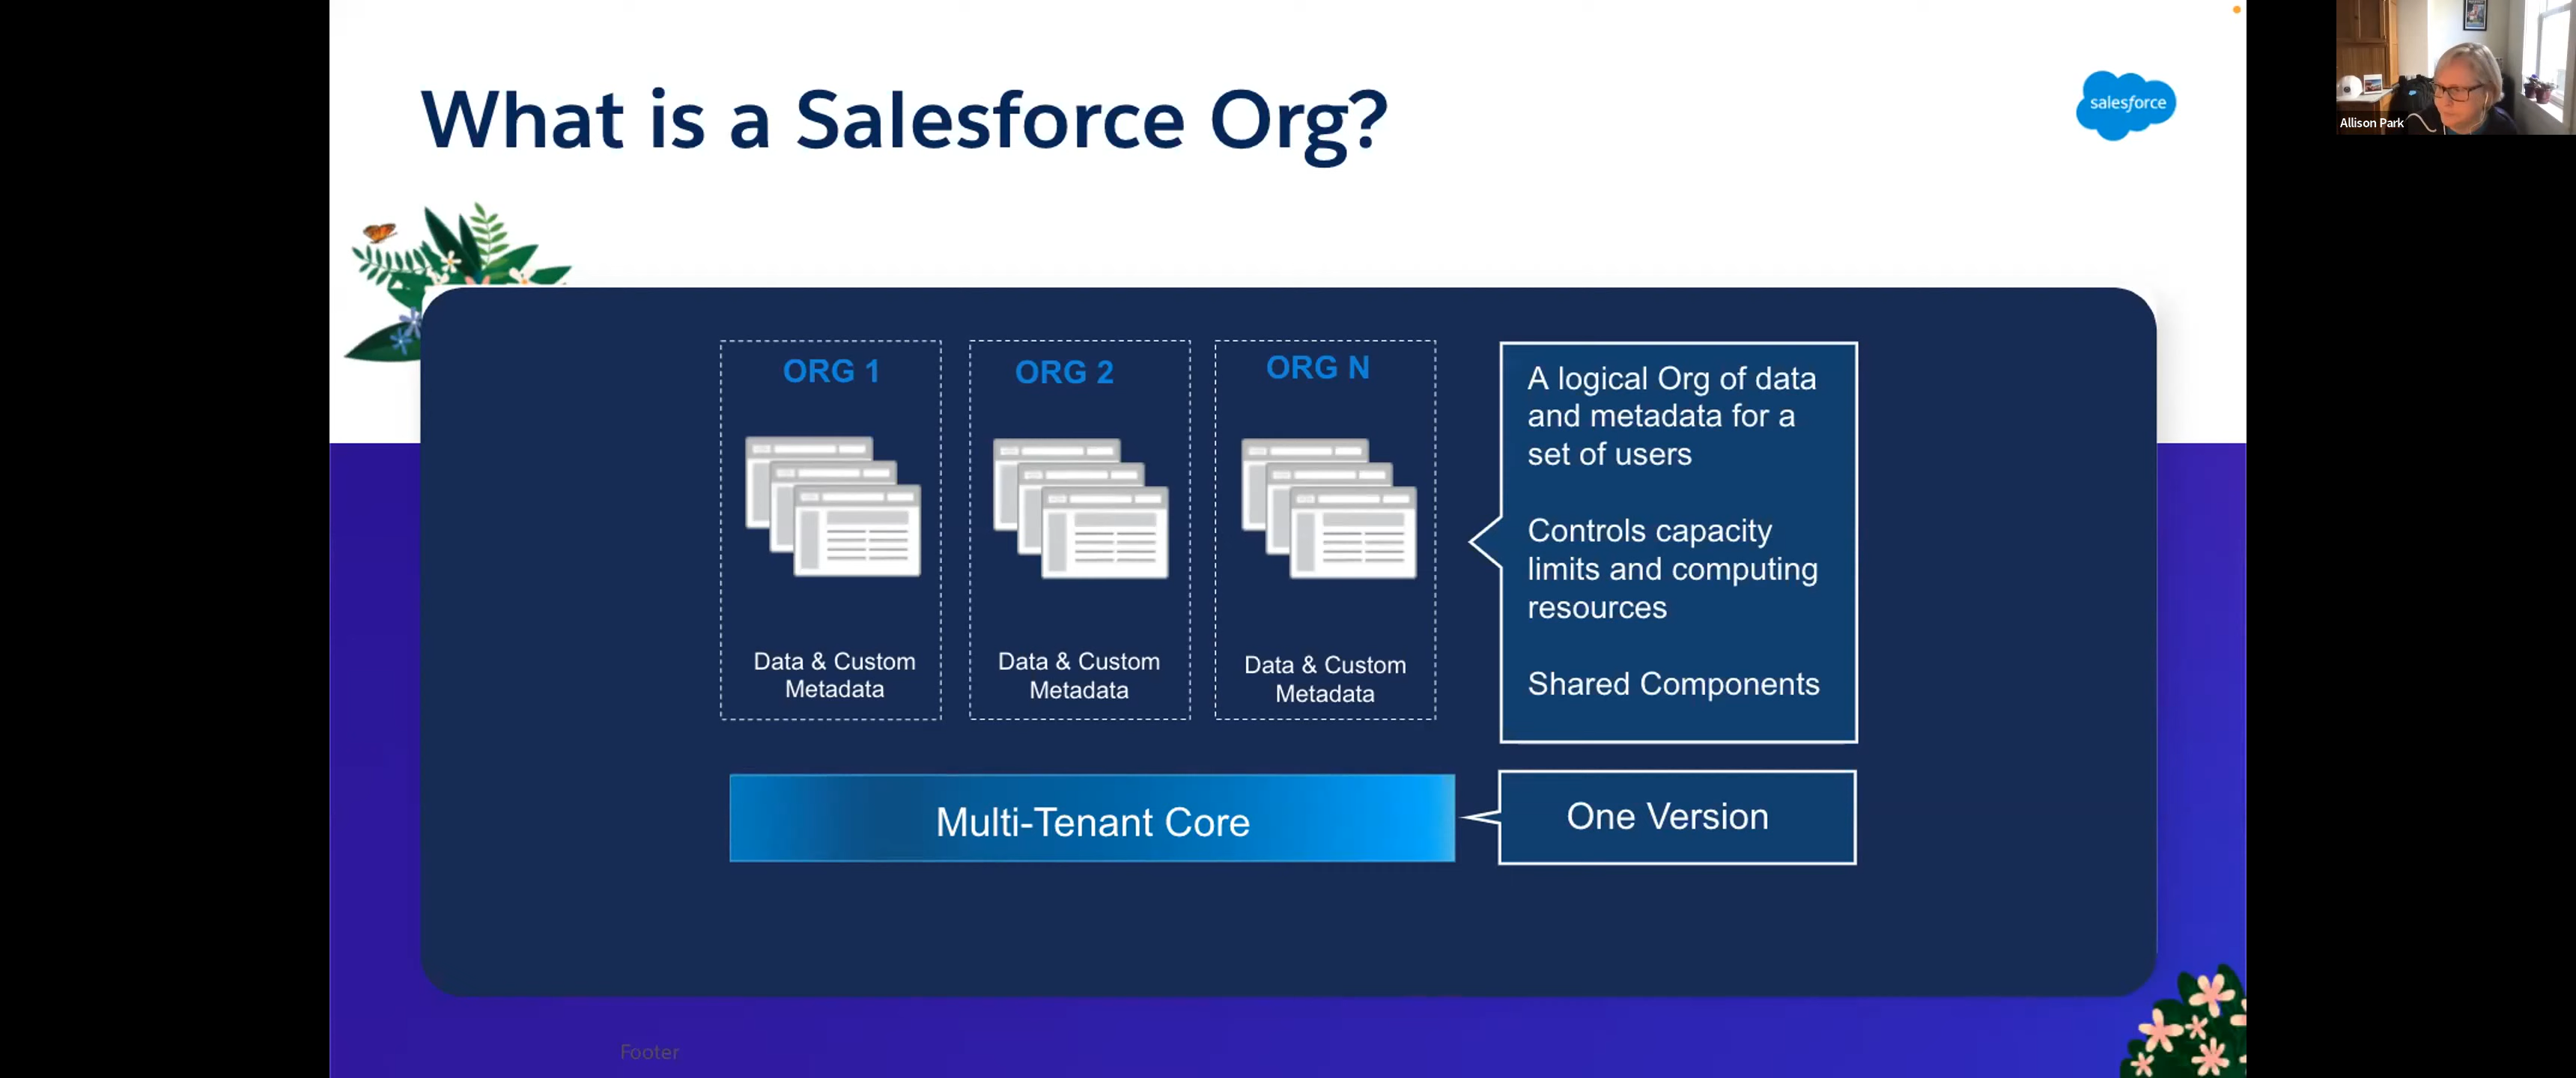 What is a Salesforce Org?
salesforce
Allison Park
ORG 1
ORG 2
ORG N
Data & Custom
Metadata
Data & Custom
Metadata
Data & Custom
Metadata
A logical Org of data
and metadata for a
set of users
Controls capacity
limits and computing
resources
Shared Components
Multi-Tenant Core
One Version
Footer